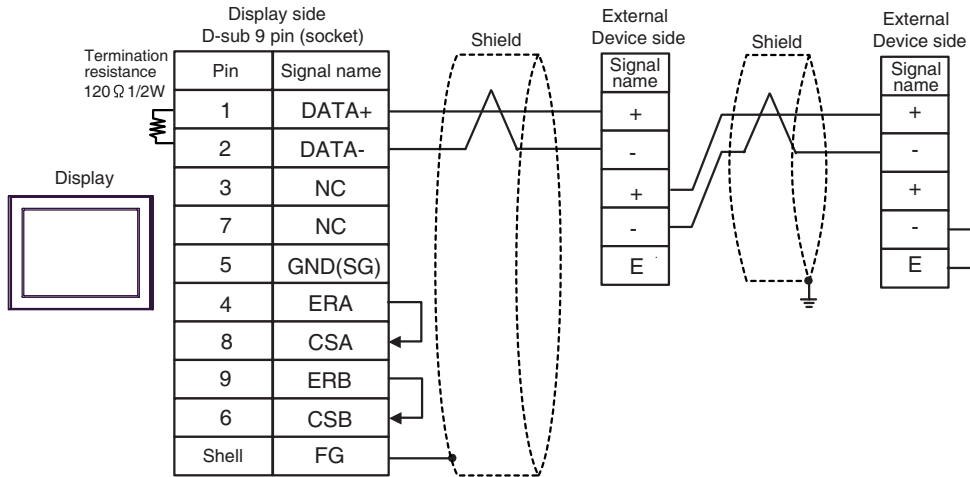 Display side
D-sub 9 pin (socket)
Termination
resistance
120 Ω 1/2W
Shield
External
Device side
Shield
External
Device side
Pin Signal name
Signal
name
Signal
name
1 DATA+ + +
2 DATA- - -
3 NC + +
7 NC - -
5 GND(SG) E E
4 ERA
8 CSA
9 ERB
6 CSB
Shell FG
Display